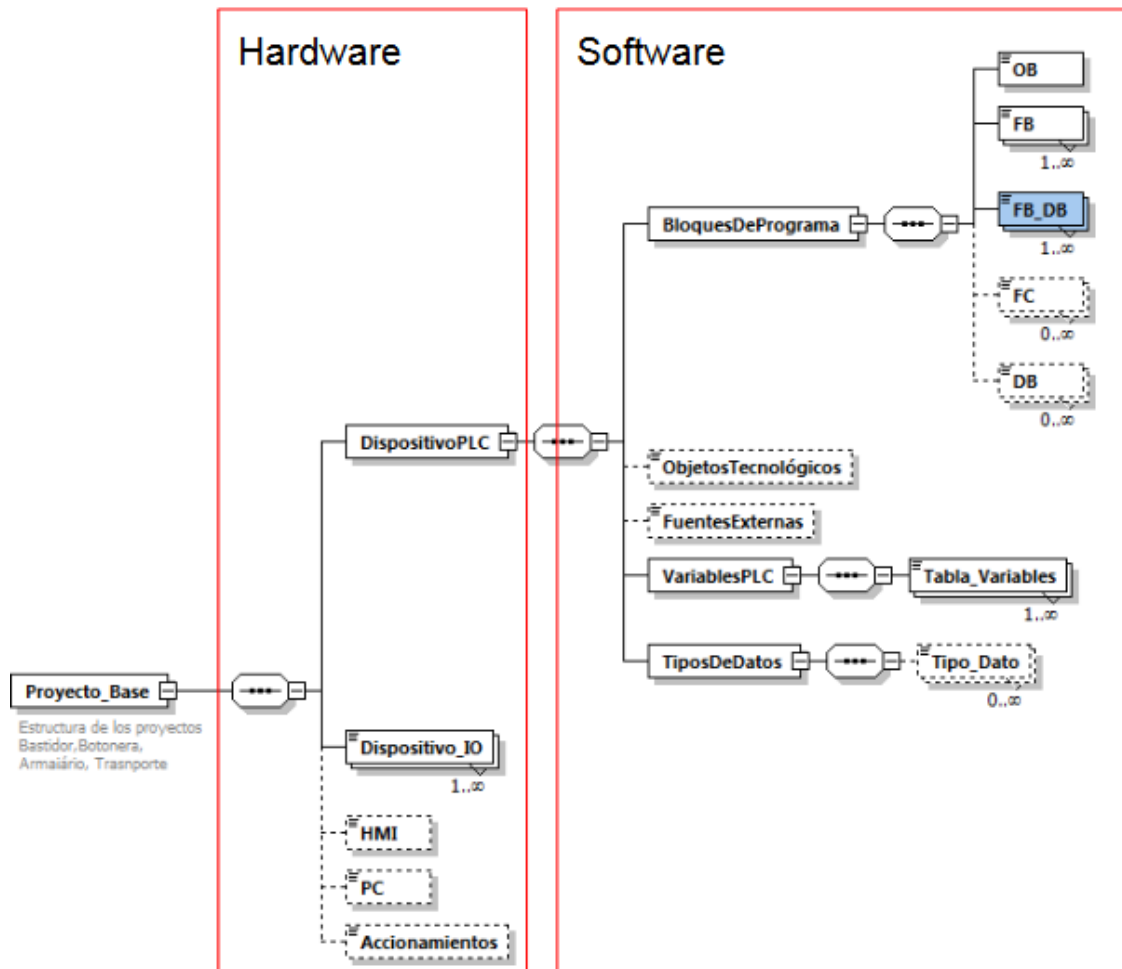 Hardware
Software
OB
FB
1..∞
FB_DB
1..∞
BloquesDePrograma
FC
0..∞
DB
0..∞
DispositivoPLC
ObjetosTecnológicos
FuentesExternas
VariablesPLC
Tabla_Variables
1..∞
TiposDeDatos
Tipo_Dato
0..∞
Proyecto_Base
Estructura de los proyectos
Bastidor,Botonera,
Armaiário, Trasnporte
Dispositivo_IO
1..∞
HMI
PC
Accionamientos